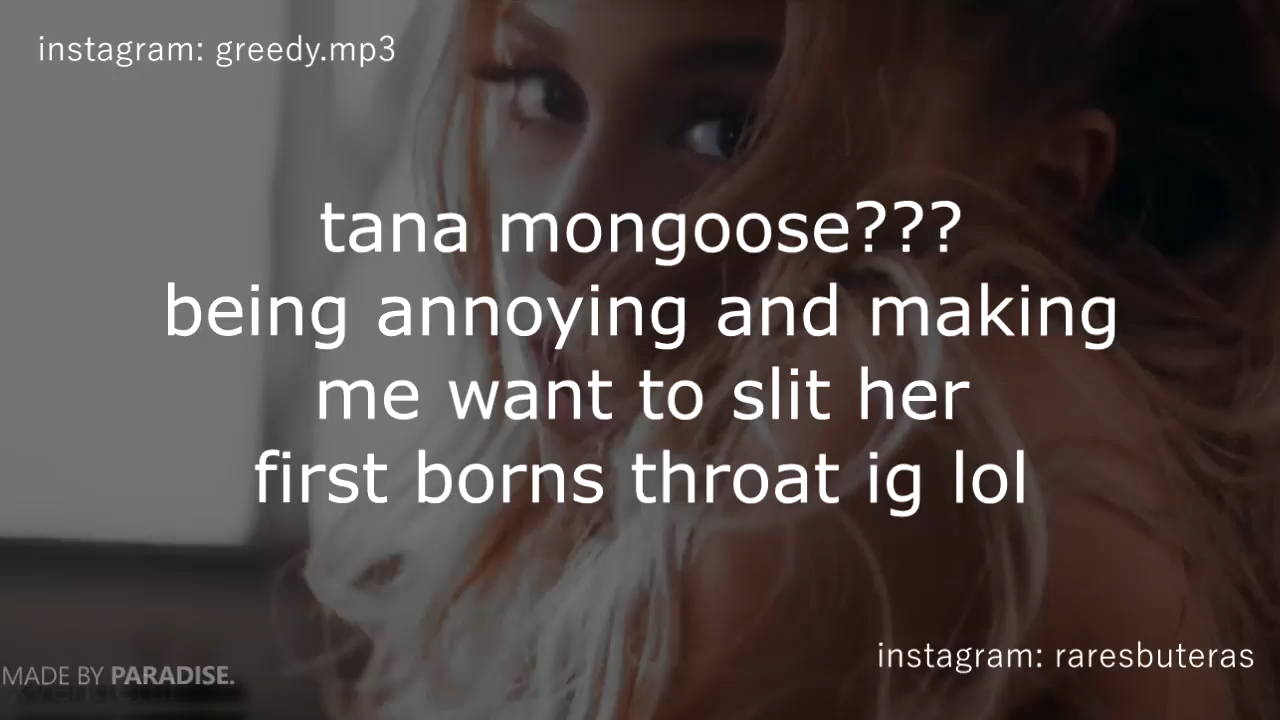 instagram: greedy.mp3
tana mongoose???
being annoying and making
me want to slit her
first borns throat ig lol
instagram: raresbuteras
MADE BY PARADISE.